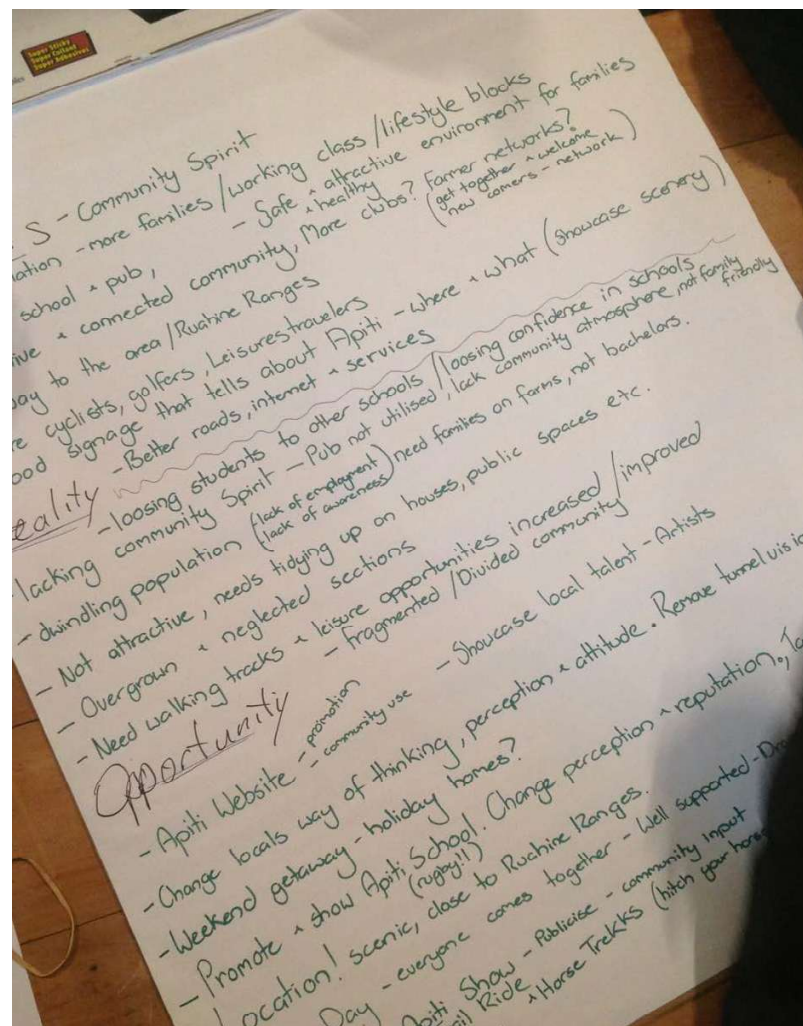 Super Sticky
Super Collant
Super Adhesivas
ES - Community Spirit
ation - more families / working class / lifestyle blocks
- Safe & attractive environment for families
& healthy
school & pub,
ive & connected community, More clubs? Farmer networks?
(get together & welcome
new comers - network)
ay to the area / Ruahine Ranges
re cyclists, golfers, Leisures travelers
ood signage that tells about Apiti - where & what (showcase scenery)
- Better roads, internet & services
eality
- loosing students to other schools / loosing confidence in schools
- lacking community Spirit - Pub not utilised, lack community atmosphere, not family friendly
- dwindling population (lack of employment) need families on farms, not bachelors.
(lack of awareness)
- Not attractive, needs tidying up on houses, public spaces etc.
- Overgrown & neglected sections
- Need walking tracks & leisure opportunities increased / improved
- Fragmented / Divided community
Opportunity
- Apiti Website - promotion
- community use
- Showcase local talent - Artists
- Change locals way of thinking, perception & attitude. Remove tunnel visio
- Weekend getaway - holiday homes?
- Promote & show Apiti School. Change perception & reputation,
(rugby!!)
Location! scenic, close to Ruahine Ranges.
Day - everyone comes together - Well supported -
Apiti Show - Publicise - community input
Ride & Horse Trekks (hitch your horse